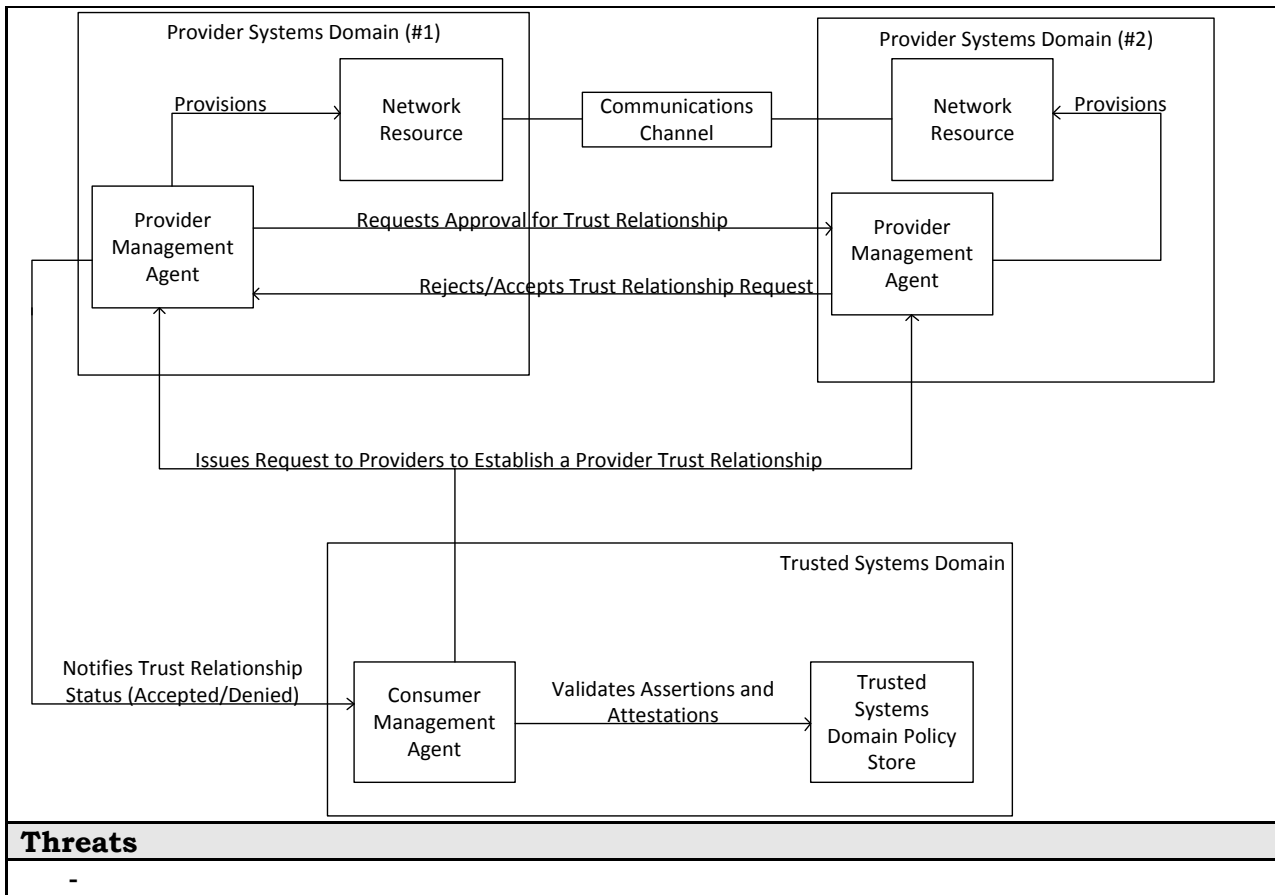 Provider Systems Domain (#1)
Provider Systems Domain (#2)
Provisions
Network
Resource
Communications
Channel
Network
Resource
Provisions
Provider
Management
Agent
Requests Approval for Trust Relationship
Provider
Management
Agent
Rejects/Accepts Trust Relationship Request
Issues Request to Providers to Establish a Provider Trust Relationship
Trusted Systems Domain
Notifies Trust Relationship
Status (Accepted/Denied)
Consumer
Management
Agent
Validates Assertions and
Attestations
Trusted
Systems
Domain Policy
Store
Threats
-